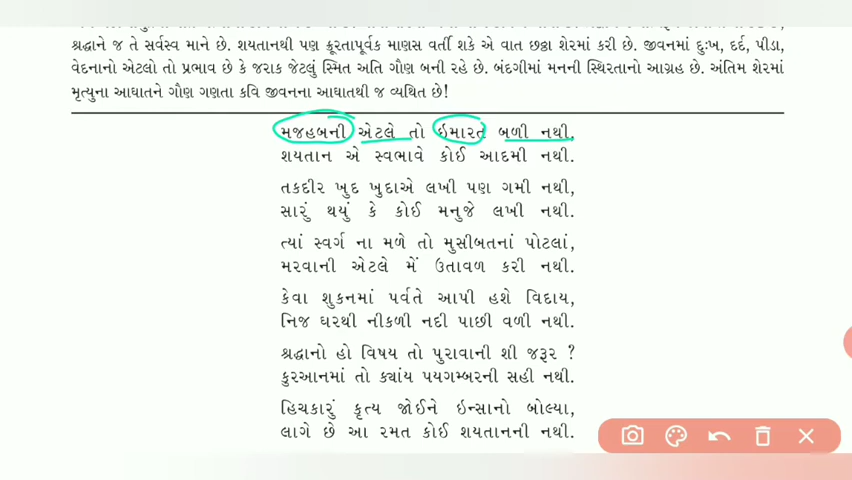 શ્રદ્ધાને જ તે સર્વસ્વ માને છે. શયતાનથી પણ ક્રૂરતાપૂર્વક માણસ વર્તી શકે એ વાત છઠ્ઠા શેરમાં કરી છે. જીવનમાં દુઃખ, દર્દ, પીડા,
વેદનાનો એટલો તો પ્રભાવ છે કે જરાક જેટલું સ્મિત અતિ ગૌણ બની રહે છે. બંદગીમાં મનની સ્થિરતાનો આગ્રહ છે. અંતિમ શેરમાં
મૃત્યુના આઘાતને ગૌણ ગણતા કવિ જીવનના આઘાતથી જ વ્યથિત છે!
મજહબની એટલે તો ઇમારત બળી નથી.
શયતાન એ સ્વભાવે કોઈ આદમી નથી.
તકદીર ખુદ ખુદાએ લખી પણ ગમી નથી,
સારું થયું કે કોઈ મનુજે લખી નથી.
ત્યાં સ્વર્ગ ના મળે તો મુસીબતનાં પોટલાં,
મરવાની એટલે મેં ઉતાવળ કરી નથી.
કેવા શુકનમાં પર્વતે આપી હશે વિદાય,
નિજ ઘરથી નીકળી નદી પાછી વળી નથી.
શ્રદ્ધાનો હો વિષય તો પુરાવાની શી જરૂર ?
કુરઆનમાં તો ક્યાંય પયગમ્બરની સહી નથી.
હિચકારું કૃત્ય જોઈને ઇન્સાનો બોલ્યા,
લાગે છે આ રમત કોઈ શયતાનની નથી.